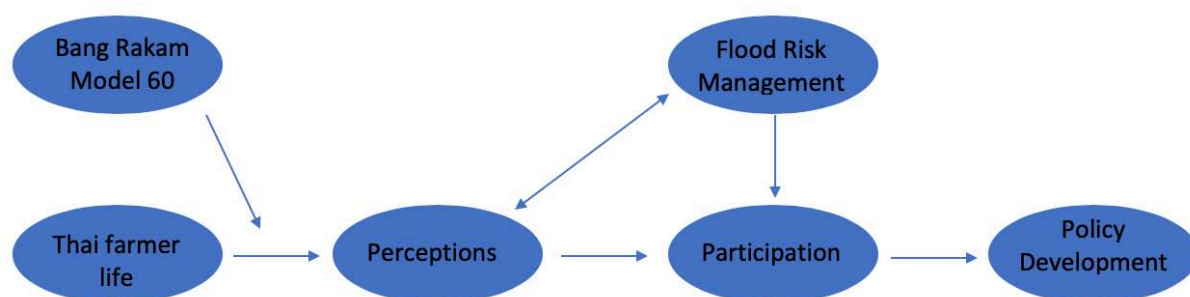 Bang Rakam
Model 60
Flood Risk
Management
Thai farmer
life
Perceptions
Participation
Policy
Development